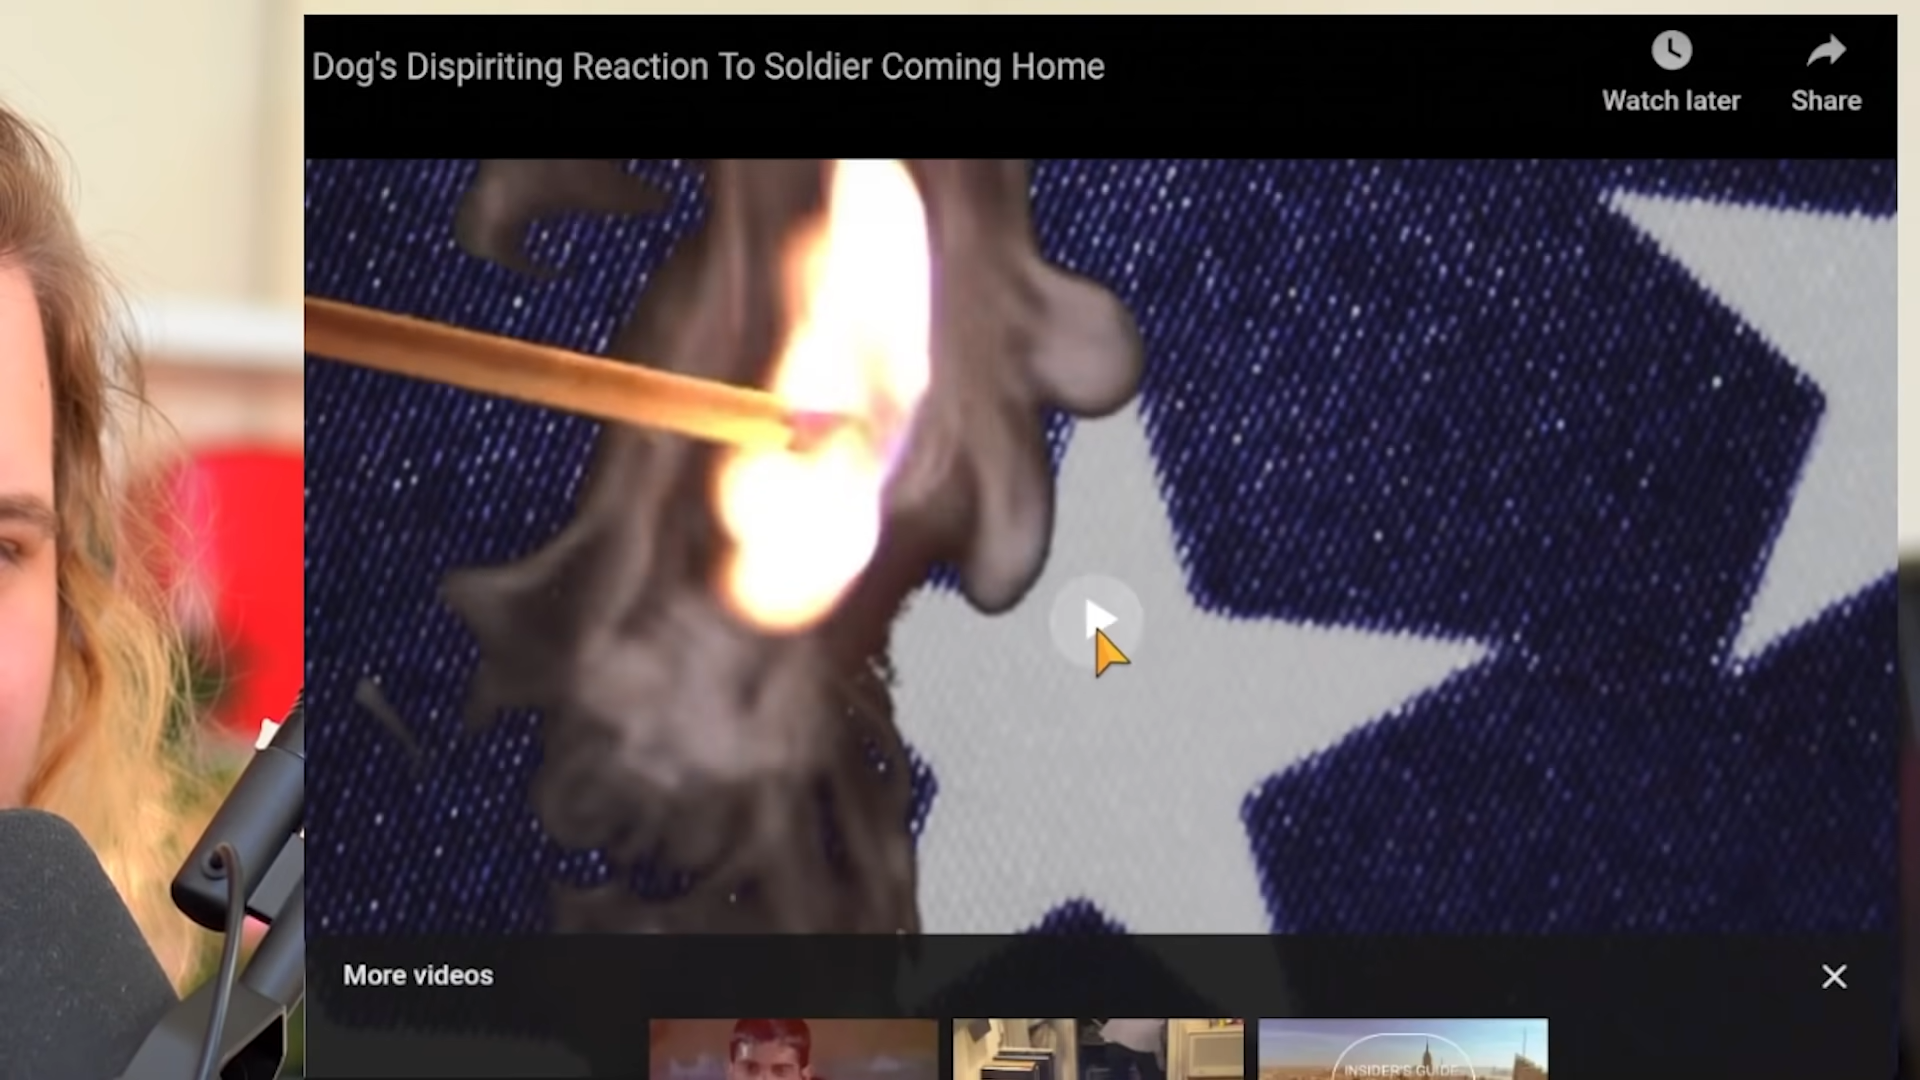 Dog's Dispiriting Reaction To Soldier Coming Home
Watch later
Share
More videos
INSIDER'S GUIDE